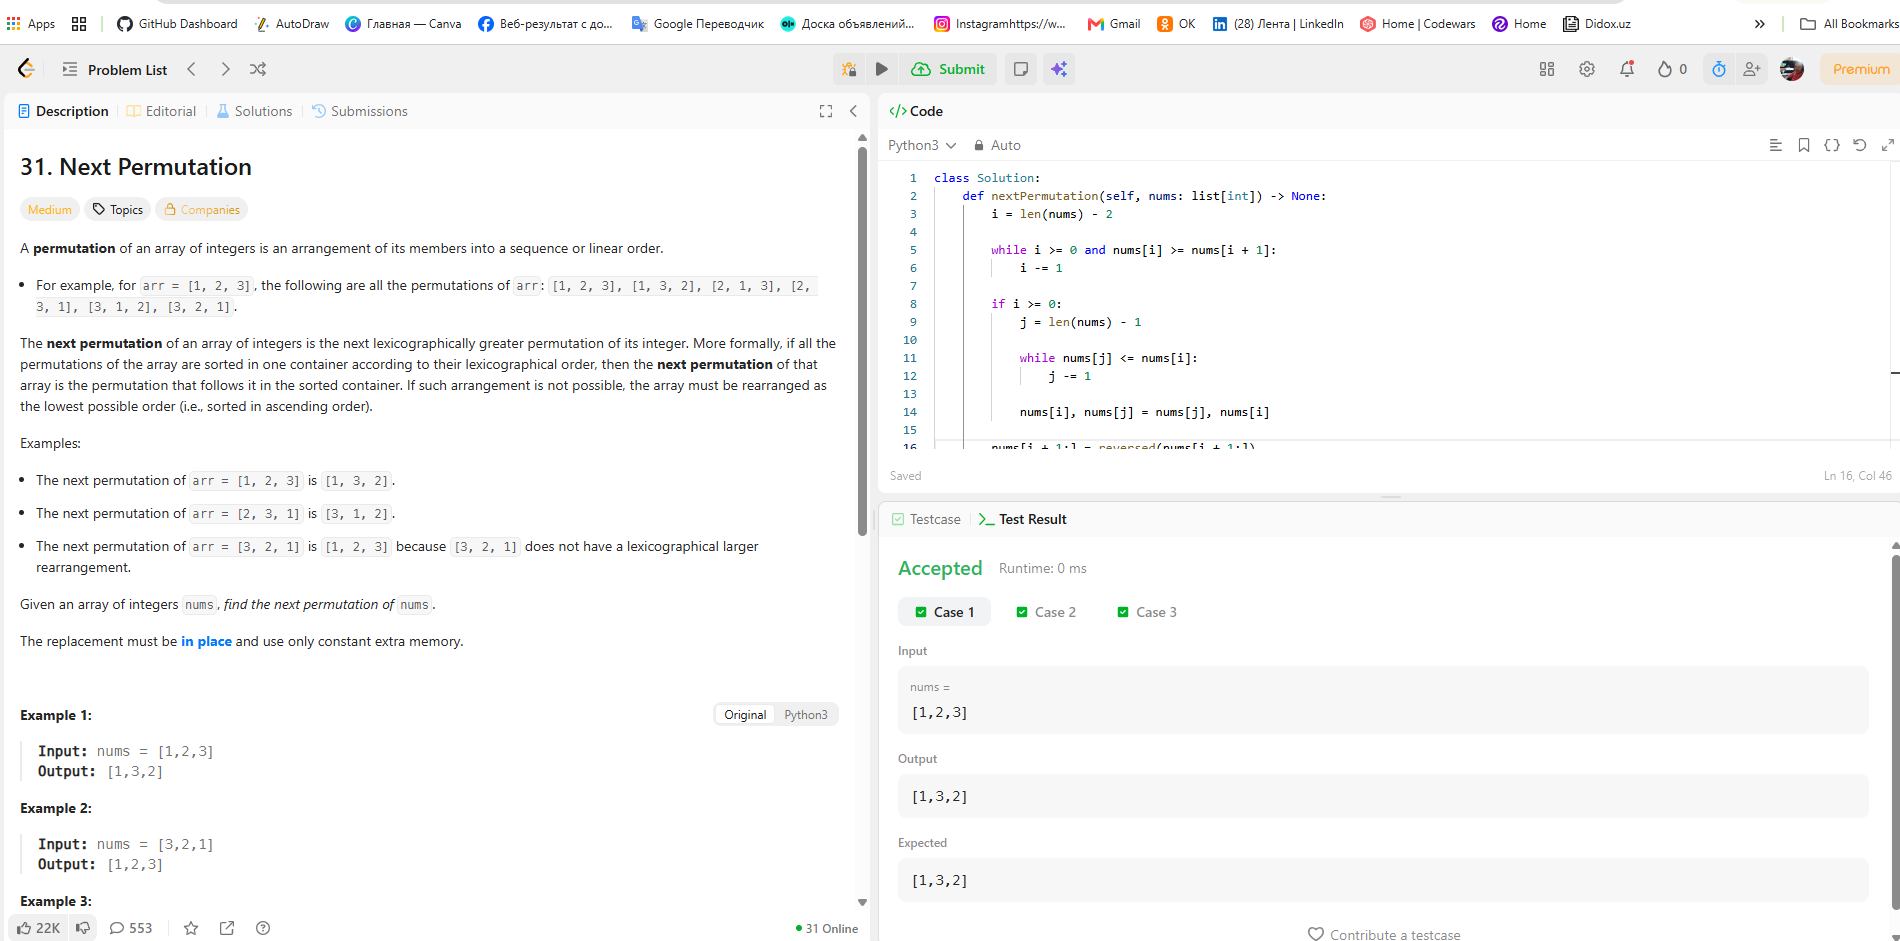 Apps GitHub Dashboard AutoDraw Главная — Canva Веб-результат с до... Google Переводчик Доска объявлений... Instagramhttps://w... Gmail OK (28) Лента | LinkedIn Home | Codewars Home Didox.uz » All Bookmarks
Problem List Submit 0 Premium
Description Editorial Solutions Submissions
31. Next Permutation
Medium Topics Companies
A permutation of an array of integers is an arrangement of its members into a sequence or linear order.
• For example, for arr = [1, 2, 3], the following are all the permutations of arr: [1, 2, 3], [1, 3, 2], [2, 1, 3], [2,
3, 1], [3, 1, 2], [3, 2, 1].
The next permutation of an array of integers is the next lexicographically greater permutation of its integer. More formally, if all the
permutations of the array are sorted in one container according to their lexicographical order, then the next permutation of that
array is the permutation that follows it in the sorted container. If such arrangement is not possible, the array must be rearranged as
the lowest possible order (i.e., sorted in ascending order).
Examples:
• The next permutation of arr = [1, 2, 3] is [1, 3, 2].
• The next permutation of arr = [2, 3, 1] is [3, 1, 2].
• The next permutation of arr = [3, 2, 1] is [1, 2, 3] because [3, 2, 1] does not have a lexicographical larger
rearrangement.
Given an array of integers nums, find the next permutation of nums.
The replacement must be in place and use only constant extra memory.
Example 1:
Original Python3
Input: nums = [1,2,3]
Output: [1,3,2]
Example 2:
Input: nums = [3,2,1]
Output: [1,2,3]
Example 3:
22K 553 31 Online
</> Code
Python3 Auto
1 class Solution:
2 def nextPermutation(self, nums: list[int]) -> None:
3 i = len(nums) - 2
4
5 while i >= 0 and nums[i] >= nums[i + 1]:
6 i -= 1
7
8 if i >= 0:
9 j = len(nums) - 1
10
11 while nums[j] <= nums[i]:
12 j -= 1
13
14 nums[i], nums[j] = nums[j], nums[i]
15
16 nums[i + 1:] = reversed(nums[i + 1:])
Saved Ln 16, Col 46
Testcase Test Result
Accepted Runtime: 0 ms
Case 1 Case 2 Case 3
Input
nums =
[1,2,3]
Output
[1,3,2]
Expected
[1,3,2]
Contribute a testcase